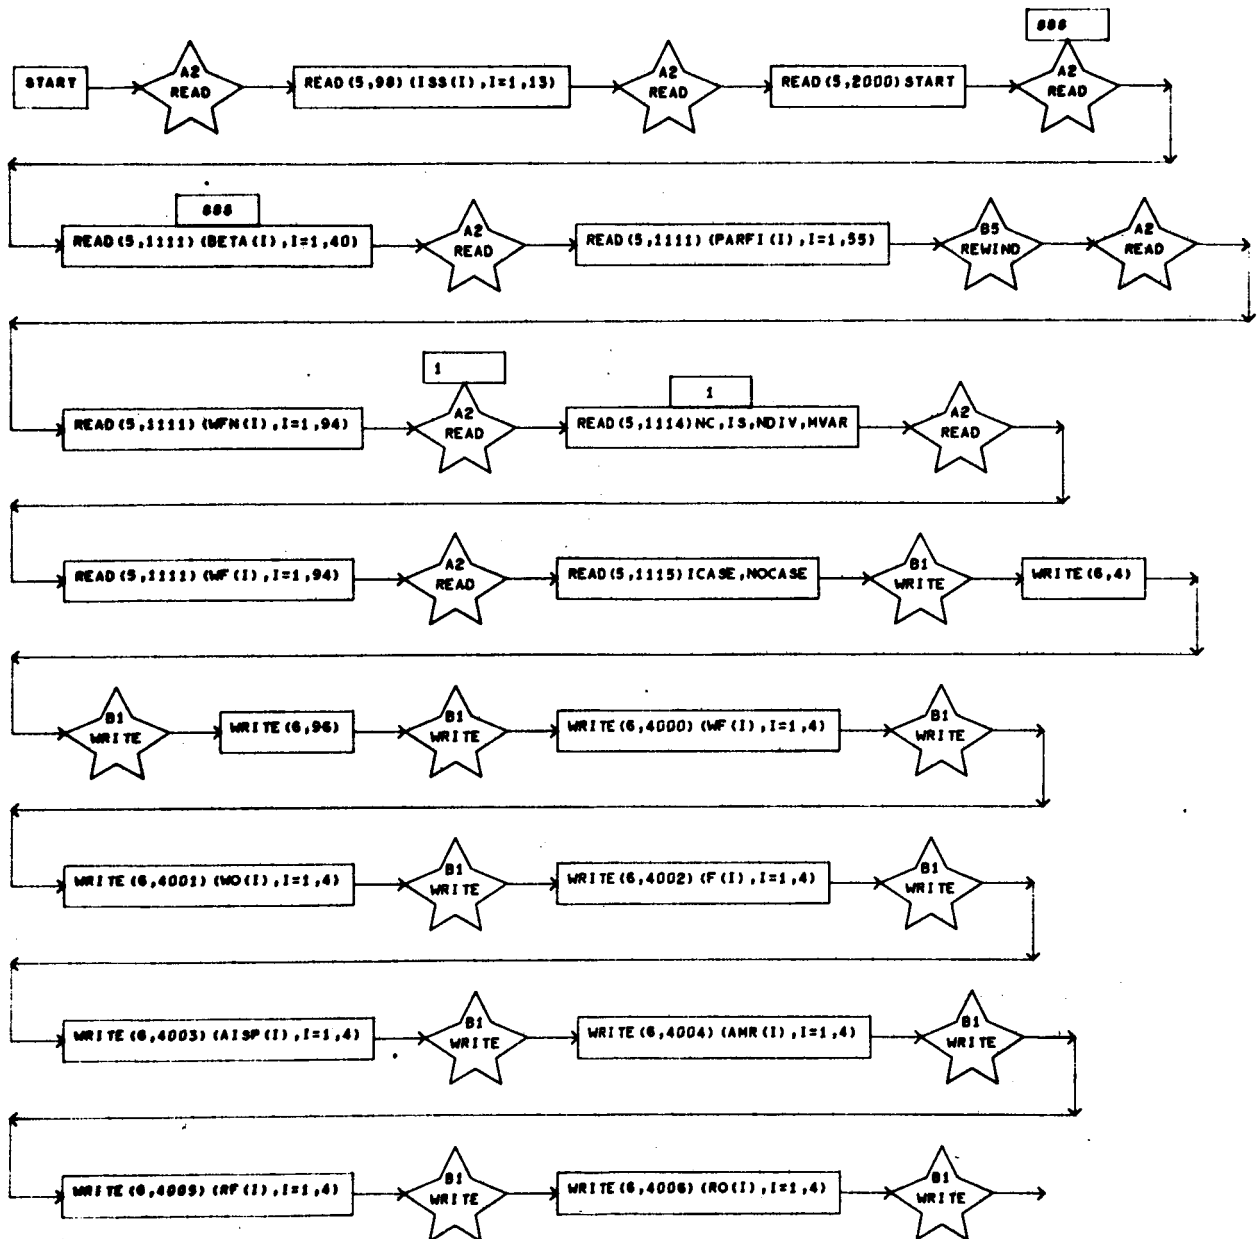 888
START
A2
READ
READ(5,98)(ISS(I),I=1,13)
A2
READ
READ(5,2000)START
A2
READ
888
READ(5,1111)(BETA(I),I=1,40)
A2
READ
READ(5,1111)(PARFI(I),I=1,55)
B5
REWIND
A2
READ
1
1
READ(5,1111)(WFN(I),I=1,94)
A2
READ
READ(5,1114)NC,IS,NDIV,MVAR
A2
READ
READ(5,1111)(WF(I),I=1,94)
A2
READ
READ(5,1115)ICASE,NOCASE
B1
WRITE
WRITE(6,4)
B1
WRITE
WRITE(6,96)
B1
WRITE
WRITE(6,4000)(WF(I),I=1,4)
B1
WRITE
WRITE(6,4001)(WO(I),I=1,4)
B1
WRITE
WRITE(6,4002)(F(I),I=1,4)
B1
WRITE
WRITE(6,4003)(AISP(I),I=1,4)
B1
WRITE
WRITE(6,4004)(AMR(I),I=1,4)
B1
WRITE
WRITE(6,4005)(RF(I),I=1,4)
B1
WRITE
WRITE(6,4006)(RO(I),I=1,4)
B1
WRITE